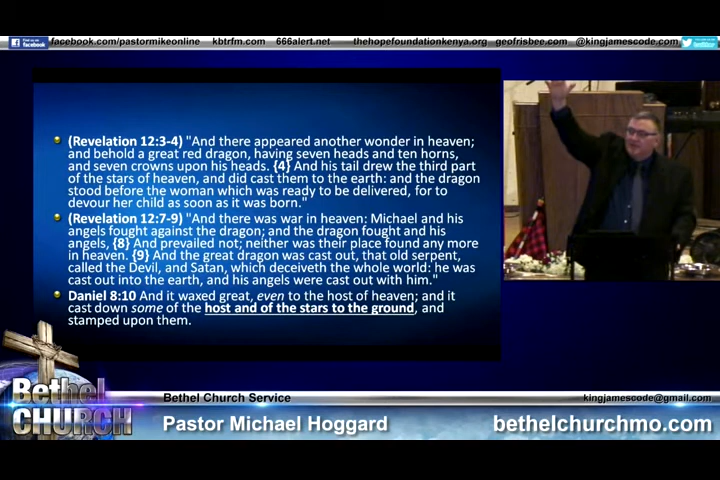 Find us on facebook facebook.com/pastormikeonline kbtrfm.com 666alert.net thehopefoundationkenya.org geofrisbee.com @kingjamescode.com twitter
(Revelation 12:3-4) "And there appeared another wonder in heaven;
and behold a great red dragon, having seven heads and ten horns,
and seven crowns upon his heads. {4} And his tail drew the third part
of the stars of heaven, and did cast them to the earth: and the dragon
stood before the woman which was ready to be delivered, for to
devour her child as soon as it was born."
(Revelation 12:7-9) "And there was war in heaven: Michael and his
angels fought against the dragon; and the dragon fought and his
angels, {8} And prevailed not; neither was their place found any more
in heaven. {9} And the great dragon was cast out, that old serpent,
called the Devil, and Satan, which deceiveth the whole world: he was
cast out into the earth, and his angels were cast out with him."
Daniel 8:10 And it waxed great, even to the host of heaven; and it
cast down some of the host and of the stars to the ground, and
stamped upon them.
Bethel
CHURCH
Bethel Church Service kingjamescode@gmail.com
Pastor Michael Hoggard bethelchurchmo.com